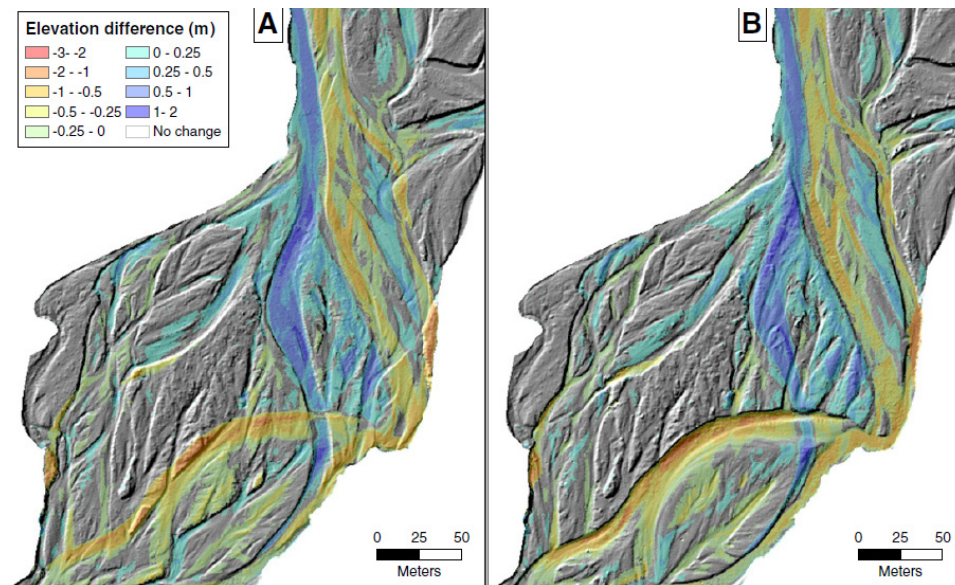 Elevation difference (m)
-3- -2
-2 - -1
-1 - -0.5
-0.5 - -0.25
-0.25 - 0
0 - 0.25
0.25 - 0.5
0.5 - 1
1- 2
No change
A
B
0 25 50
Meters
0 25 50
Meters